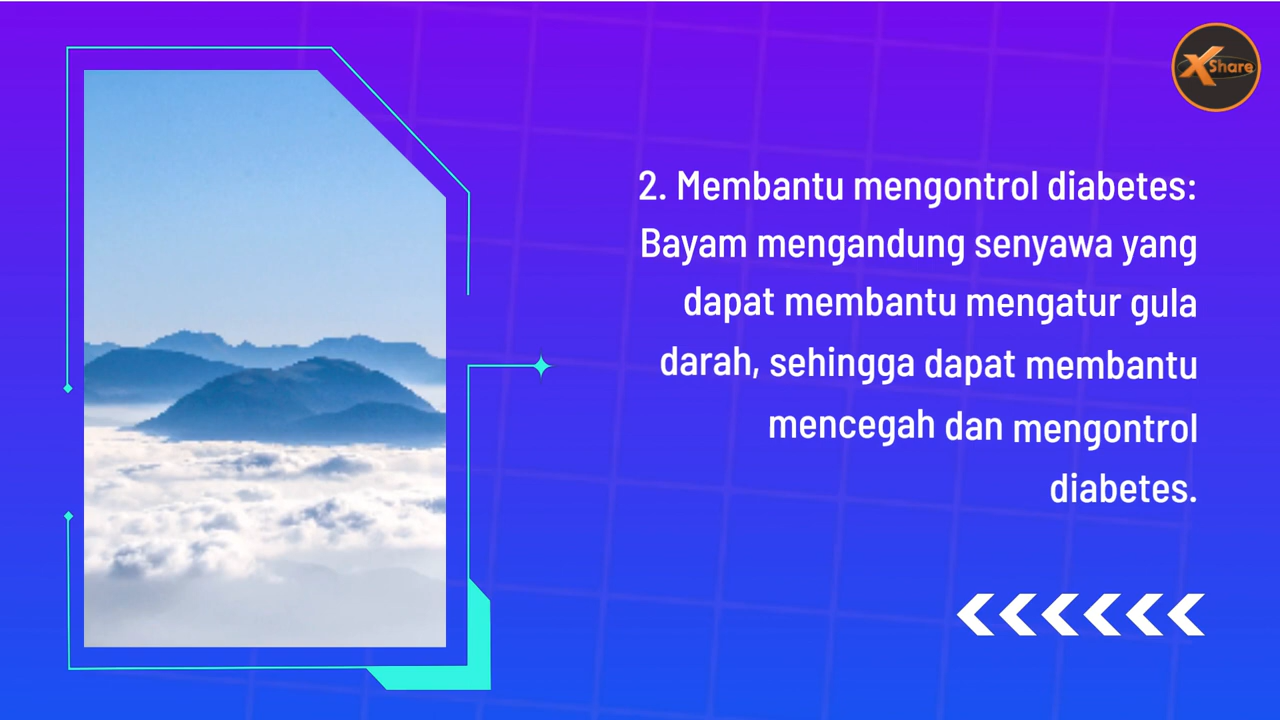 XShare
2. Membantu mengontrol diabetes:
Bayam mengandung senyawa yang
dapat membantu mengatur gula
darah, sehingga dapat membantu
mencegah dan mengontrol
diabetes.